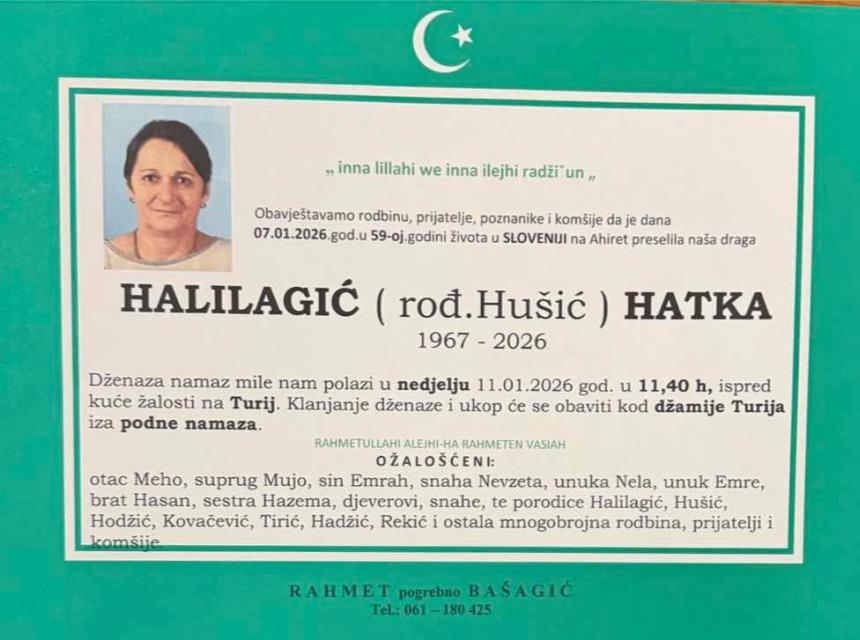 „ inna lillahi we inna ilejhi radži˝un „
Obavještavamo rodbinu, prijatelje, poznanike i komšije da je dana
07.01.2026.god.u 59-oj.godini života u SLOVENIJI na Ahiret preselila naša draga
HALILAGIĆ ( rođ.Hušić ) HATKA
1967 - 2026
Dženaza namaz mile nam polazi u nedjelju 11.01.2026 god. u 11,40 h, ispred
kuće žalosti na Turij. Klanjanje dženaze i ukop će se obaviti kod džamije Turija
iza podne namaza.
RAHMETULLAHI ALEJHI-HA RAHMETEN VASIAH
OŽALOŠĆENI:
otac Meho, suprug Mujo, sin Emrah, snaha Nevzeta, unuka Nela, unuk Emre,
brat Hasan, sestra Hazema, djeverovi, snahe, te porodice Halilagić, Hušić,
Hodžić, Kovačević, Tirić, Hadžić, Rekić i ostala mnogobrojna rodbina, prijatelji i
komšije.
RAHMET pogrebno BAŠAGIĆ
Tel.: 061 – 180 425